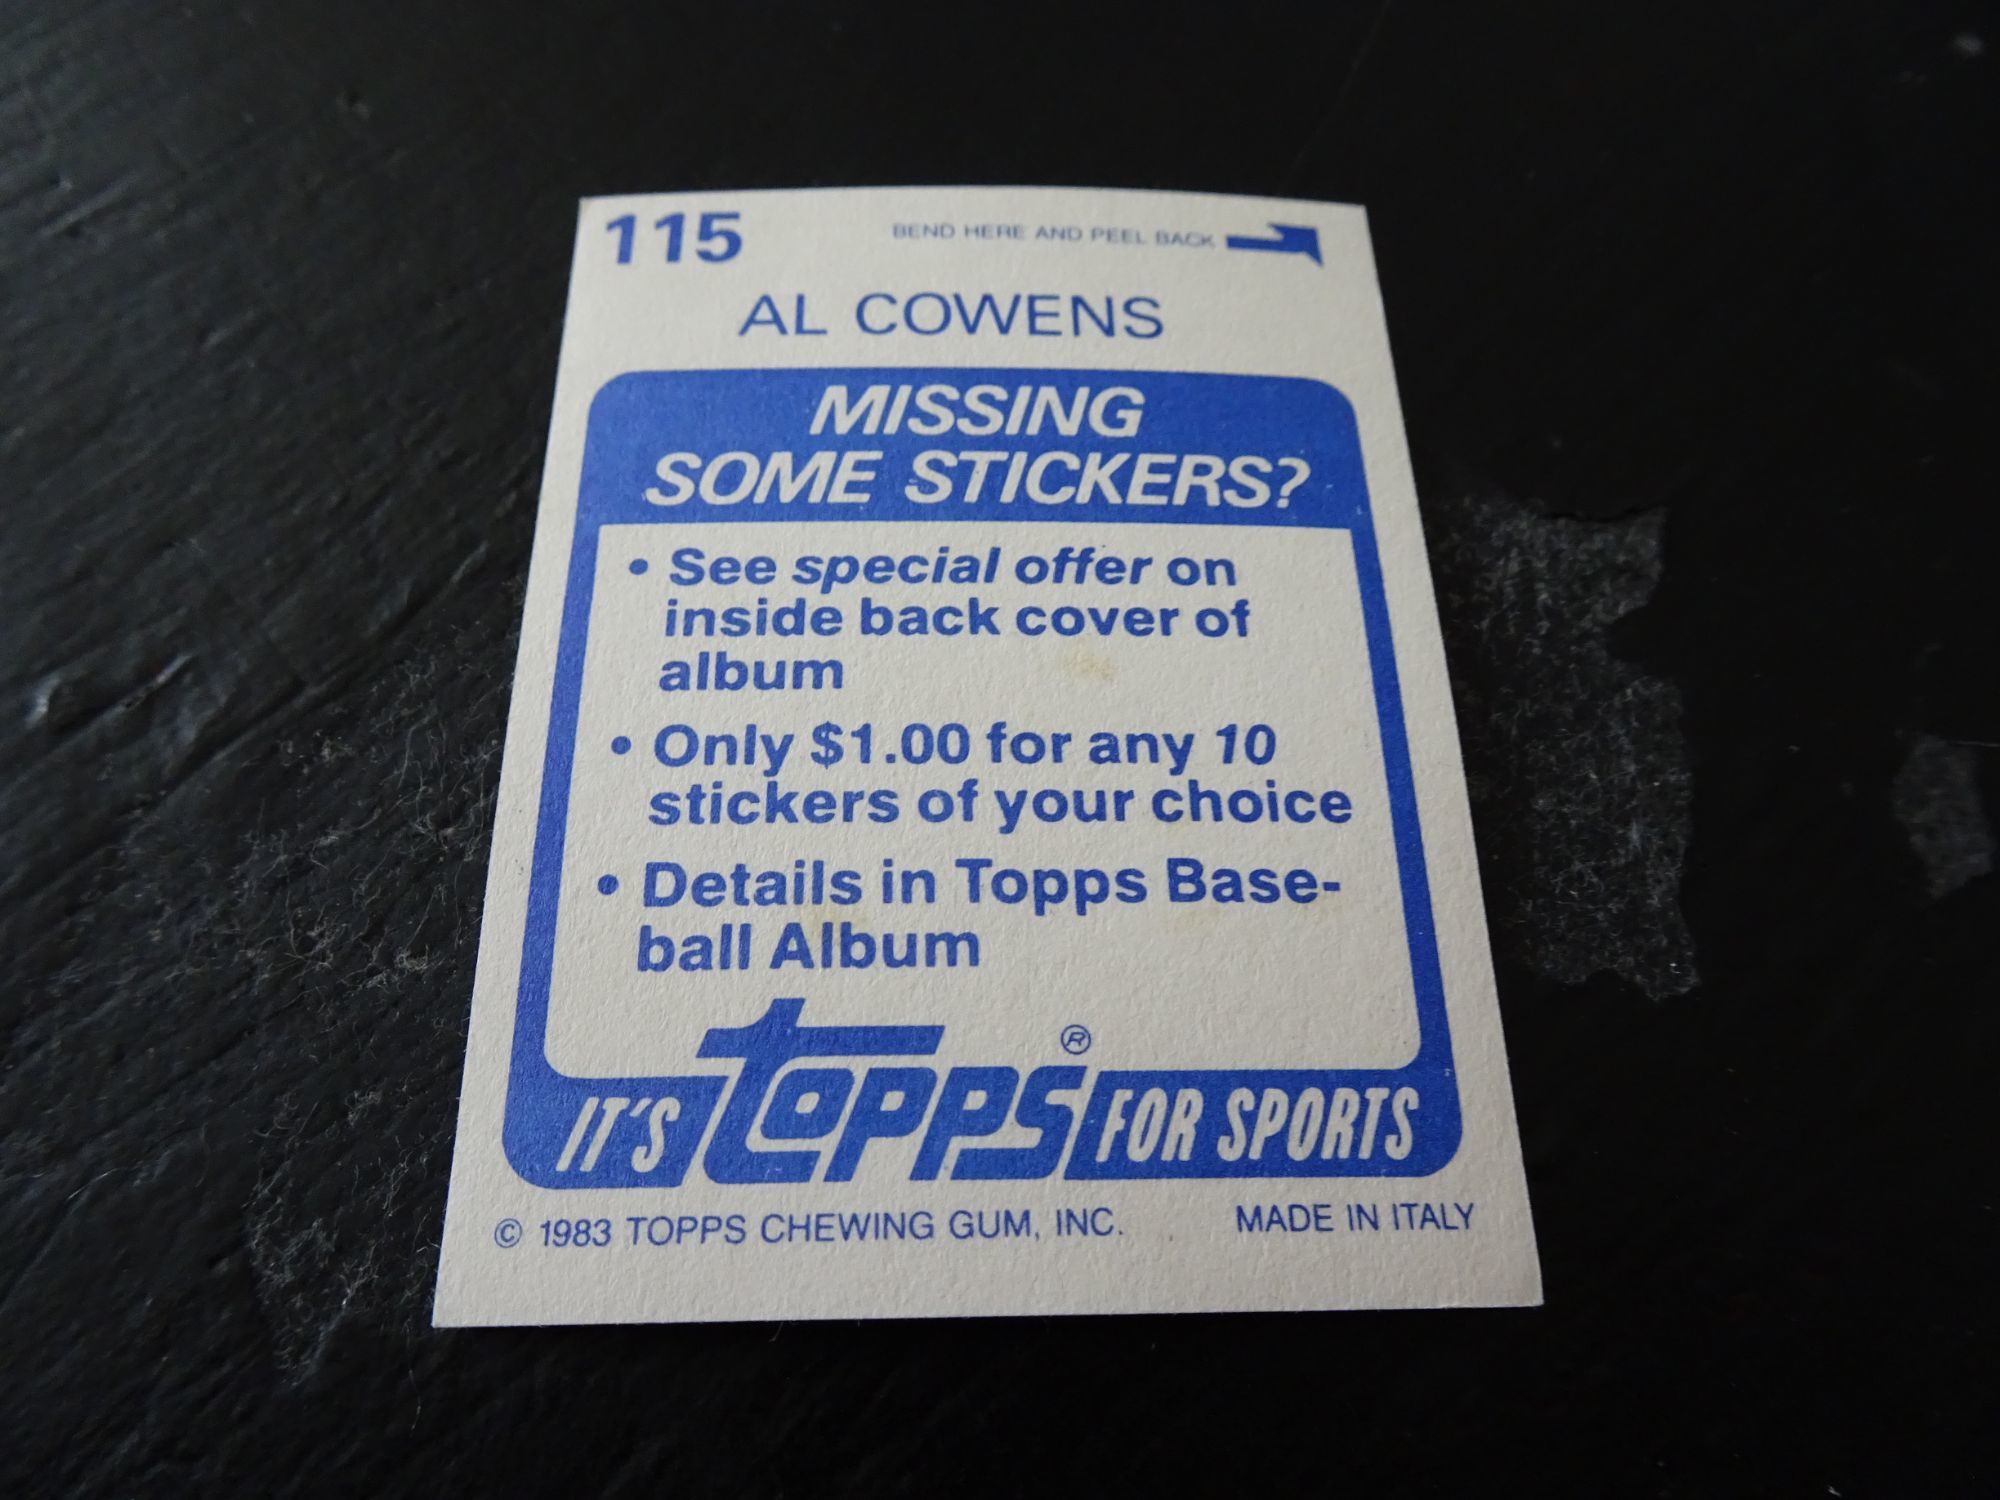 115
BEND HERE AND PEEL BACK
AL COWENS
MISSING
SOME STICKERS?
• See special offer on
inside back cover of
album
• Only $1.00 for any 10
stickers of your choice
• Details in Topps Base-
ball Album
IT'S TOPPS® FOR SPORTS
© 1983 TOPPS CHEWING GUM, INC. MADE IN ITALY